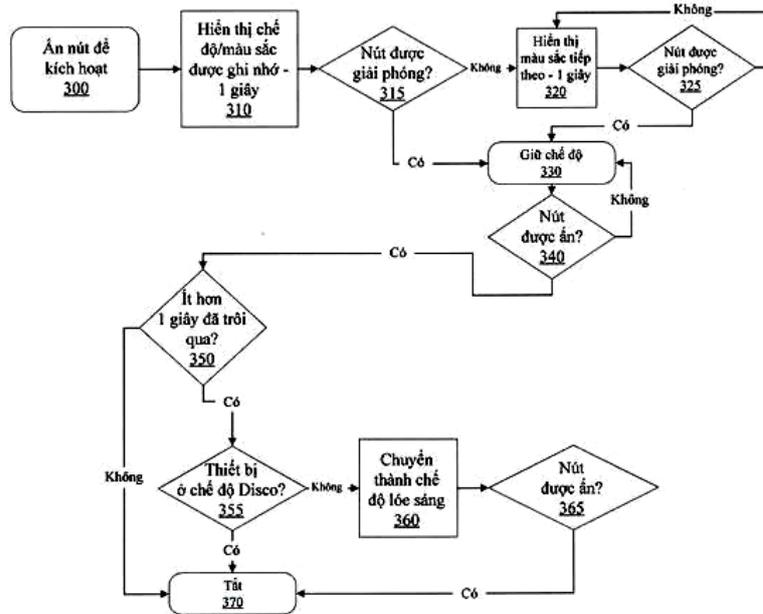 Ấn nút để
kích hoạt
300
Hiển thị chế
độ/màu sắc
được ghi nhớ -
1 giây
310
Nút được
giải phóng?
315
Không
Hiển thị
màu sắc tiếp
theo - 1 giây
320
Không
Nút được
giải phóng?
325
Có
Có
Giữ chế độ
330
Không
Nút
được ấn?
340
Có
Ít hơn
1 giây đã trôi
qua?
350
Có
Không
Thiết bị
ở chế độ Disco?
355
Không
Chuyển
thành chế
độ lóe sáng
360
Nút
được ấn?
365
Có
Có
Tắt
370